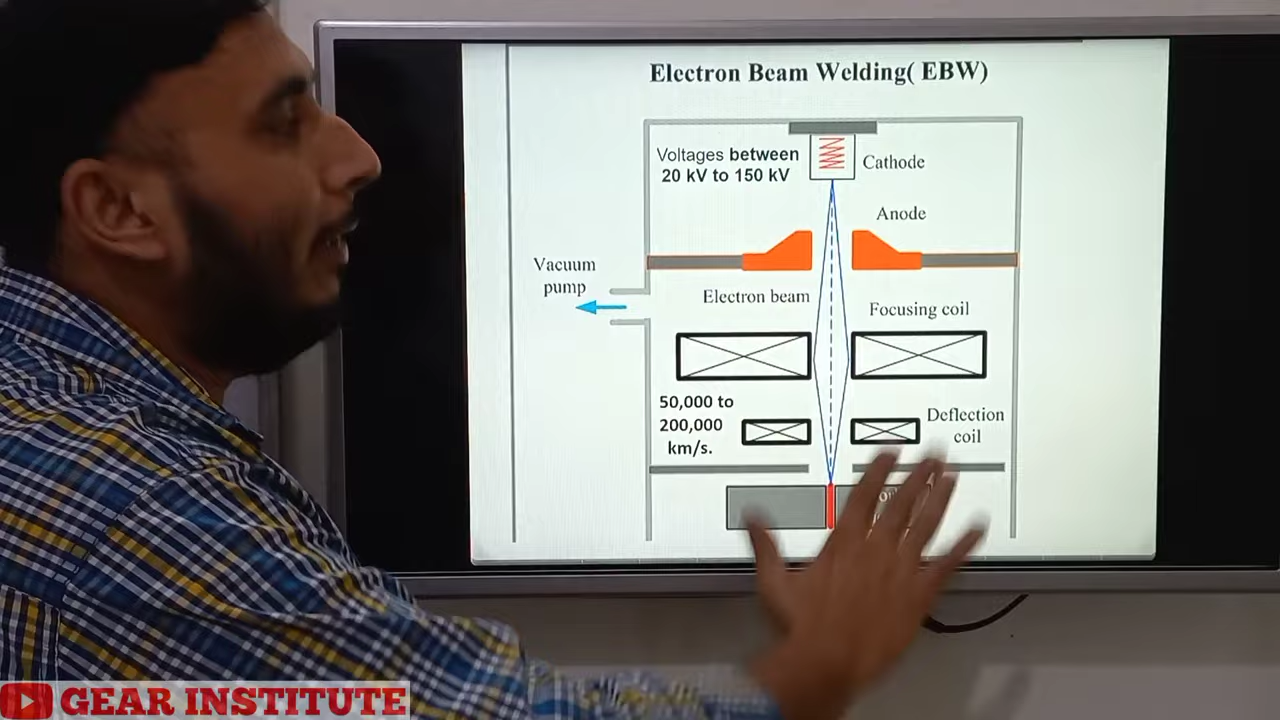 Electron Beam Welding( EBW)
Voltages between
20 kV to 150 kV
Cathode
Anode
Vacuum
pump
Electron beam
Focusing coil
50,000 to
200,000
km/s.
Deflection
coil
GEAR INSTITUTE